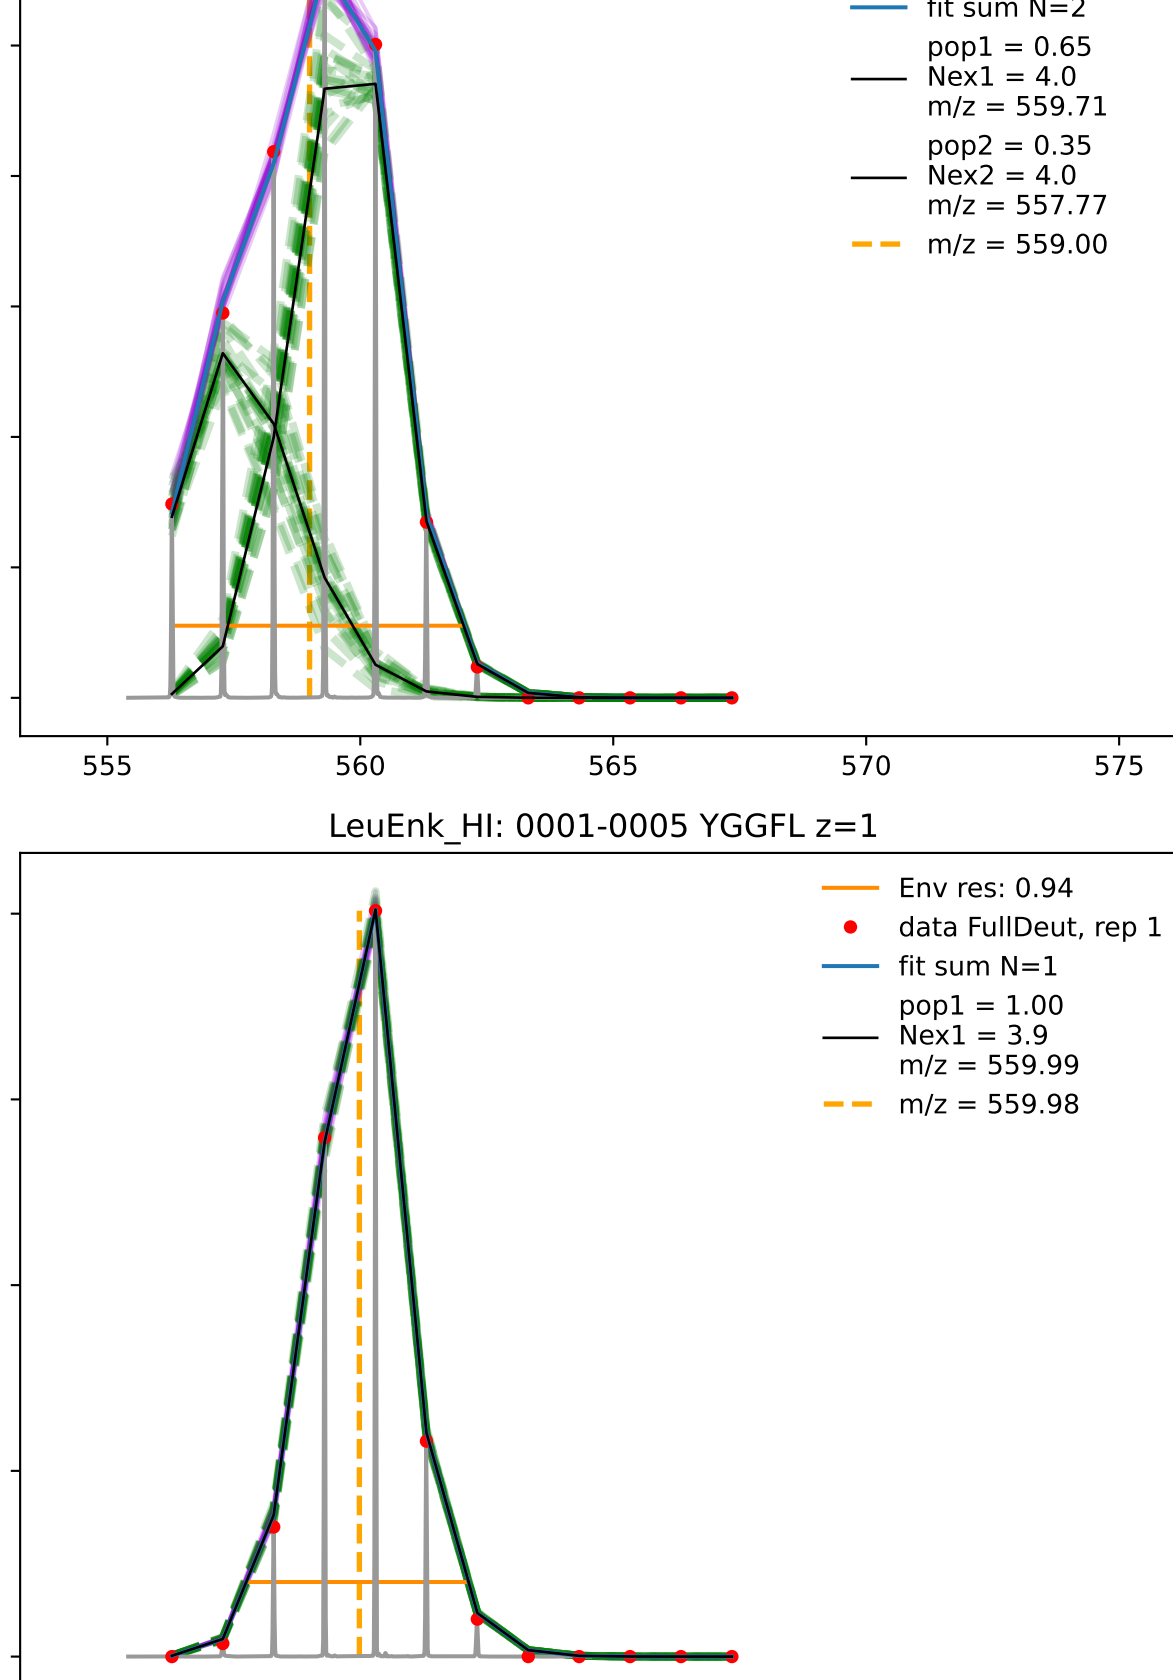 fit sum N=2
pop1 = 0.65
Nex1 = 4.0
m/z = 559.71
pop2 = 0.35
Nex2 = 4.0
m/z = 557.77
m/z = 559.00
555 560 565 570 575
LeuEnk_HI: 0001-0005 YGGFL z=1
Env res: 0.94
data FullDeut, rep 1
fit sum N=1
pop1 = 1.00
Nex1 = 3.9
m/z = 559.99
m/z = 559.98